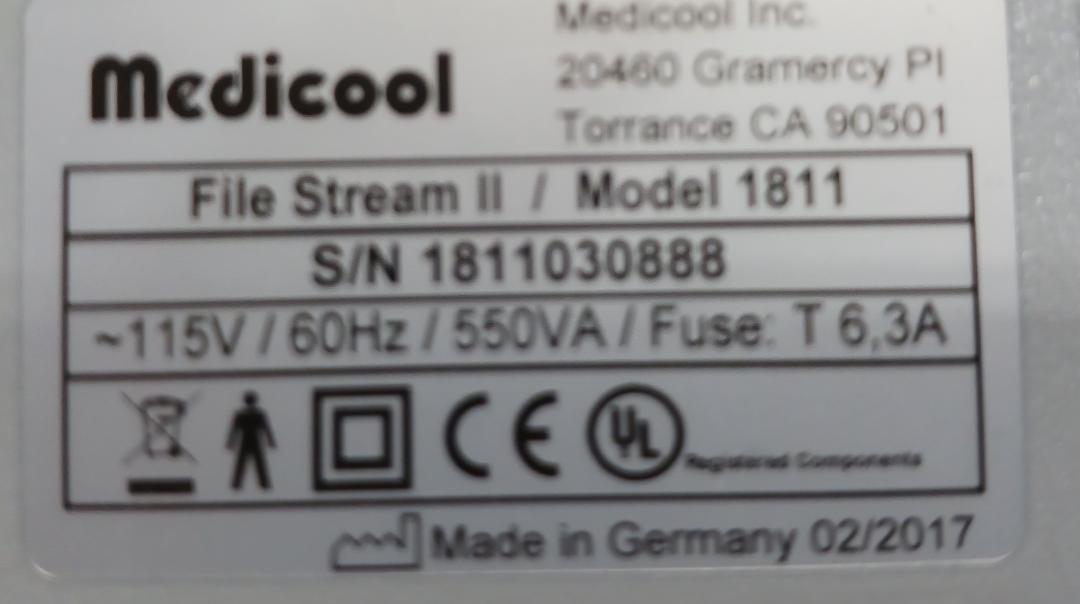 Medicool
Medicool Inc.
20460 Gramercy Pl
Torrance CA 90501
File Stream II / Model 1811
S/N 1811030888
~115V / 60Hz / 550VA / Fuse: T 6,3A
CE UL Registered Components
Made in Germany 02/2017